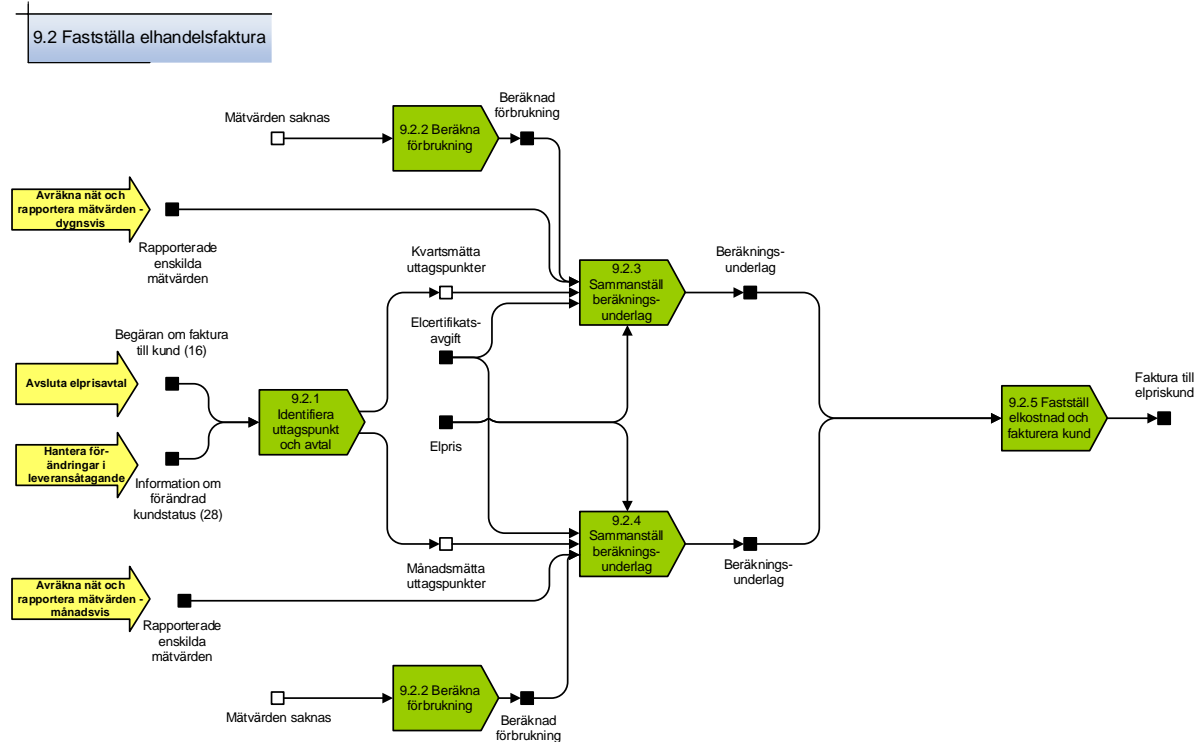 9.2 Fastställa elhandelsfaktura
Mätvärden saknas
9.2.2 Beräkna
förbrukning
Beräknad
förbrukning
Avräkna nät och
rapportera mätvärden -
dygnsvis
Rapporterade
enskilda
mätvärden
Kvartsmätta
uttagspunkter
9.2.3
Sammanställ
beräknings-
underlag
Beräknings-
underlag
Elcertifikats-
avgift
Begäran om faktura
till kund (16)
Avsluta elprisavtal
9.2.1
Identifiera
uttagspunkt
och avtal
Elpris
Hantera för-
ändringar i
leveransåtagande
Information om
förändrad
kundstatus (28)
9.2.5 Fastställ
elkostnad och
fakturera kund
Faktura till
elpriskund
Månadsmätta
uttagspunkter
9.2.4
Sammanställ
beräknings-
underlag
Beräknings-
underlag
Avräkna nät och
rapportera mätvärden -
månadsvis
Rapporterade
enskilda
mätvärden
Mätvärden saknas
9.2.2 Beräkna
förbrukning
Beräknad
förbrukning